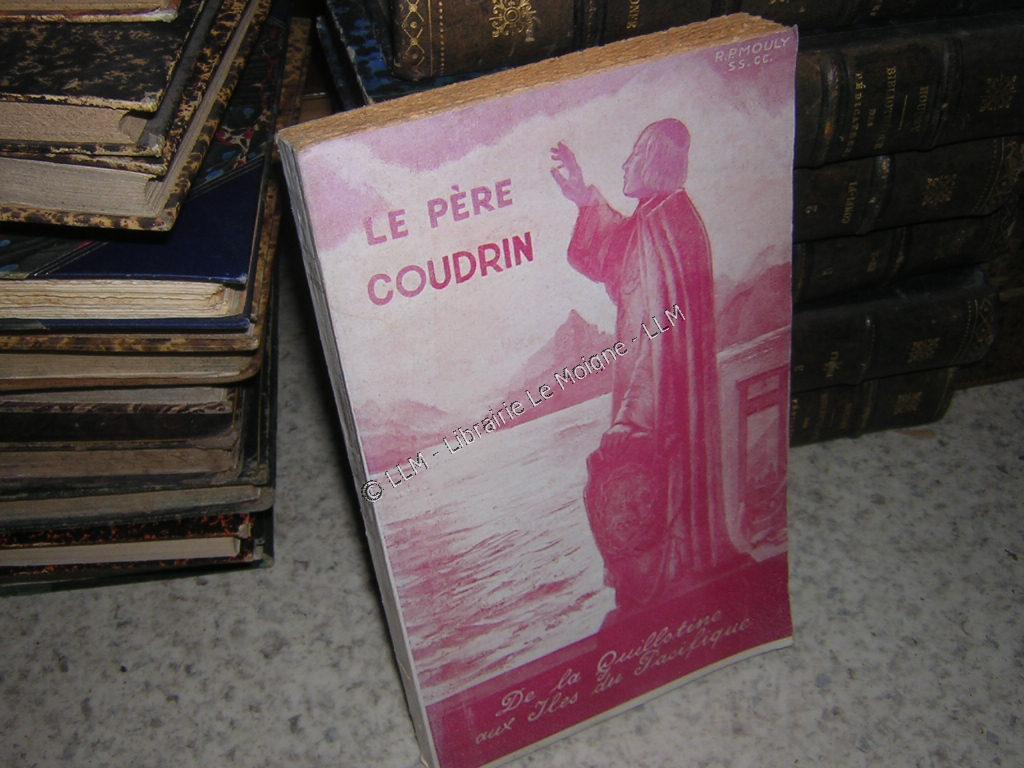 R.P. MOULY
SS. CC.
LE PÈRE
COUDRIN
De la Guillotine
aux Iles du Pacifique
© LLM - Librairie Le Moigne - LLM